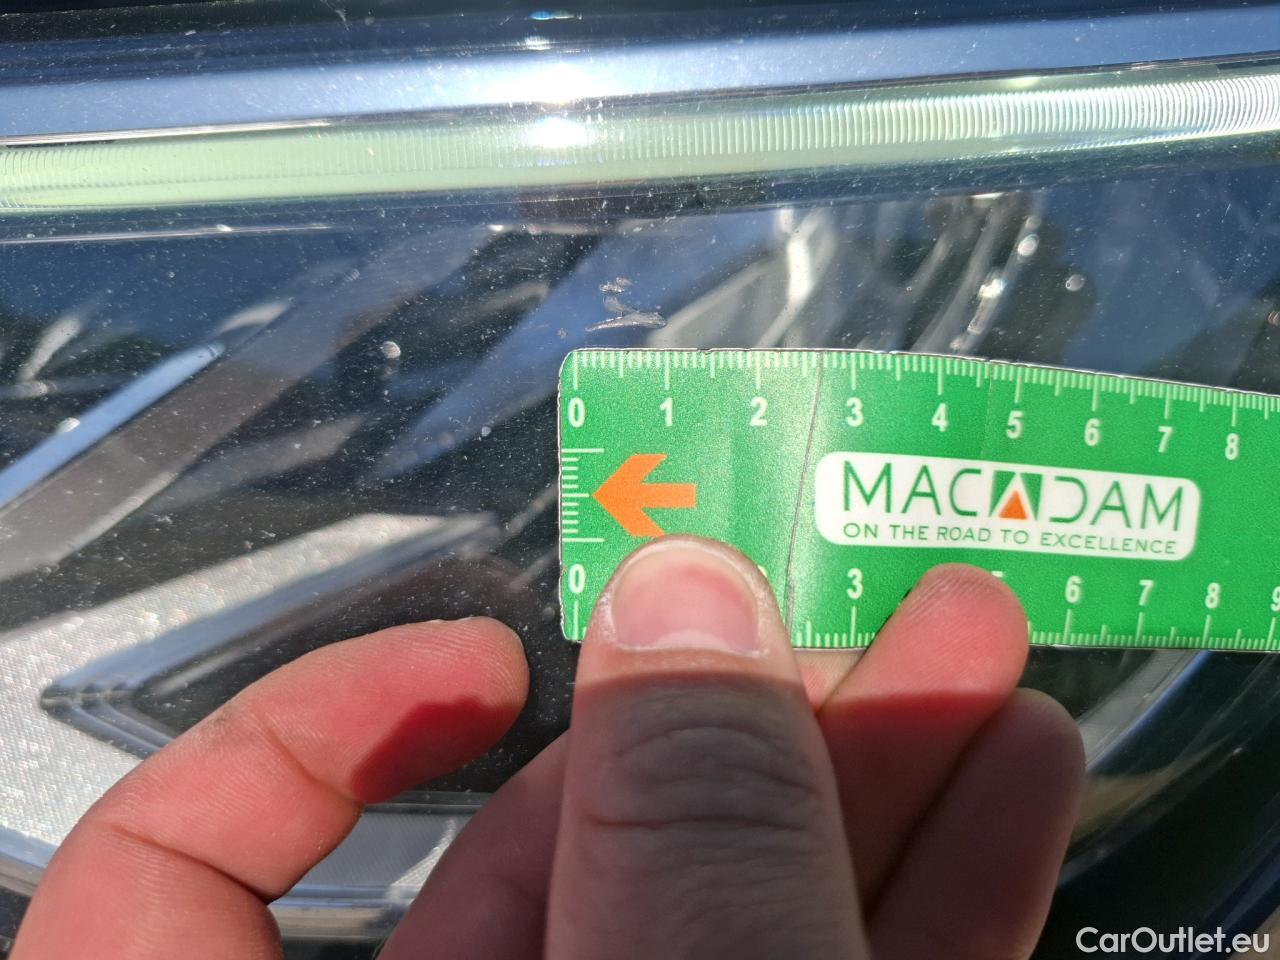 0 1 2 3 4 5 6 7 8
MACADAM
ON THE ROAD TO EXCELLENCE
0 3 6 7 8 9
CarOutlet.eu